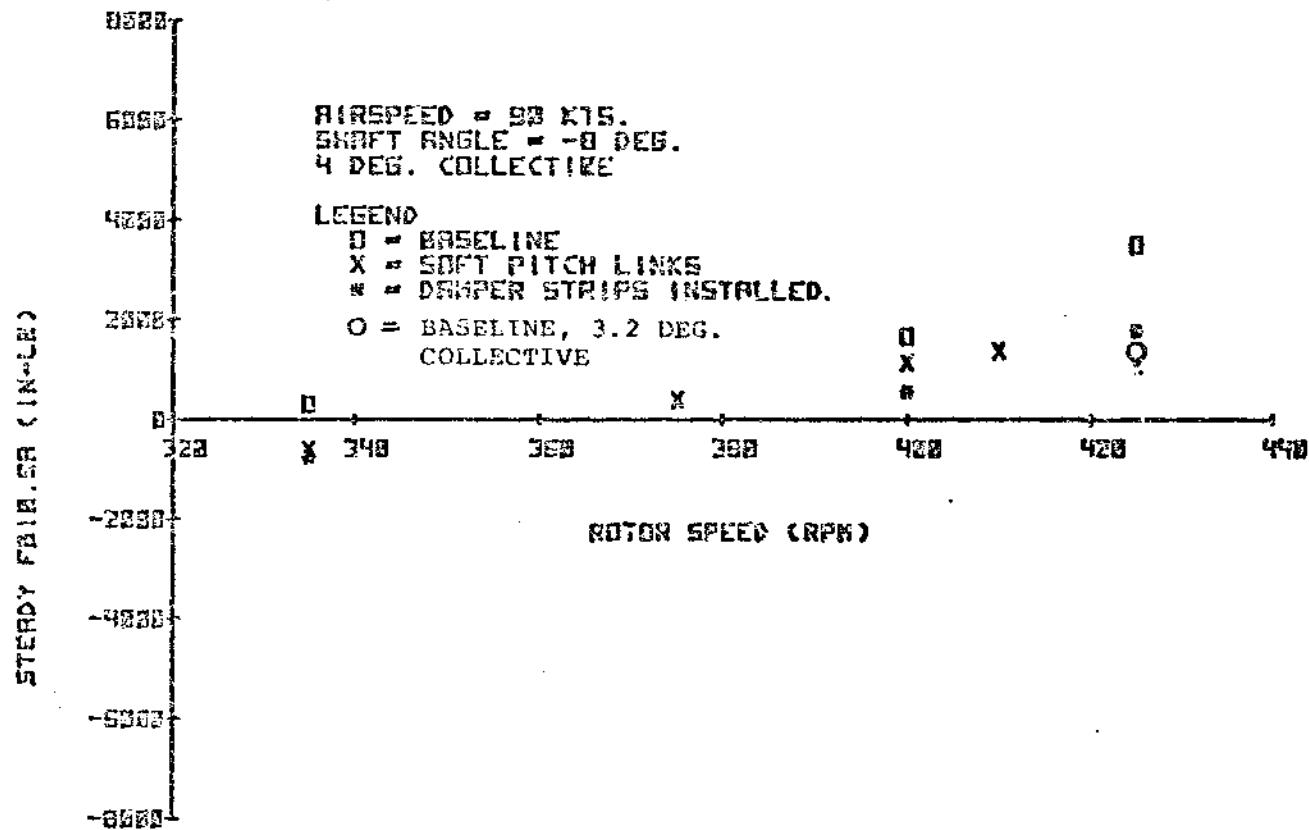 8000
6000
4000
2000
0
-2000
-4000
-6000
-8000
STEADY FB10.5A (IN-LB)
AIRSPEED = 90 KTS.
SHAFT ANGLE = -8 DEG.
4 DEG. COLLECTIVE
LEGEND
▯ = BASELINE
X = SOFT PITCH LINKS
* = DAMPER STRIPS INSTALLED.
O = BASELINE, 3.2 DEG.
COLLECTIVE
320 340 360 380 400 420 440
ROTOR SPEED (RPM)